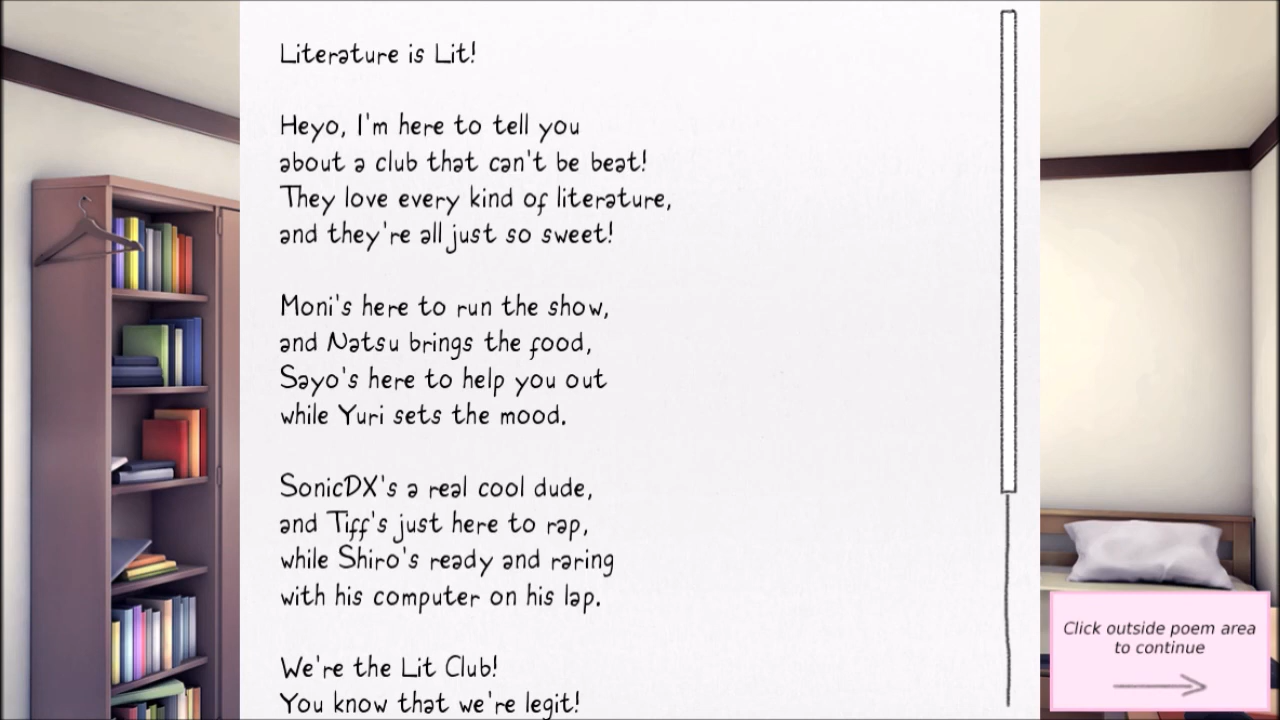 Literature is Lit!
Heyo, I'm here to tell you
about a club that can't be beat!
They love every kind of literature,
and they're all just so sweet!
Moni's here to run the show,
and Natsu brings the food,
Sayo's here to help you out
while Yuri sets the mood.
SonicDX's a real cool dude,
and Tiff's just here to rap,
while Shiro's ready and raring
with his computer on his lap.
We're the Lit Club!
You know that we're legit!
Click outside poem area
to continue